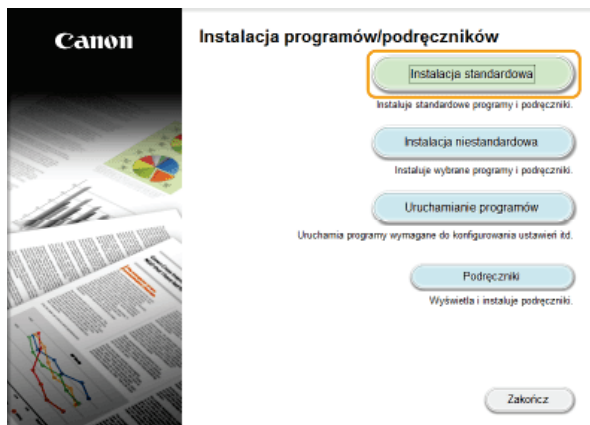 Canon
Instalacja programów/podręczników
Instalacja standardowa
Instaluje standardowe programy i podręczniki.
Instalacja niestandardowa
Instaluje wybrane programy i podręczniki.
Uruchamianie programów
Uruchamia programy wymagane do konfigurowania ustawień itd.
Podręczniki
Wyświetla i instaluje podręczniki.
Zakończ